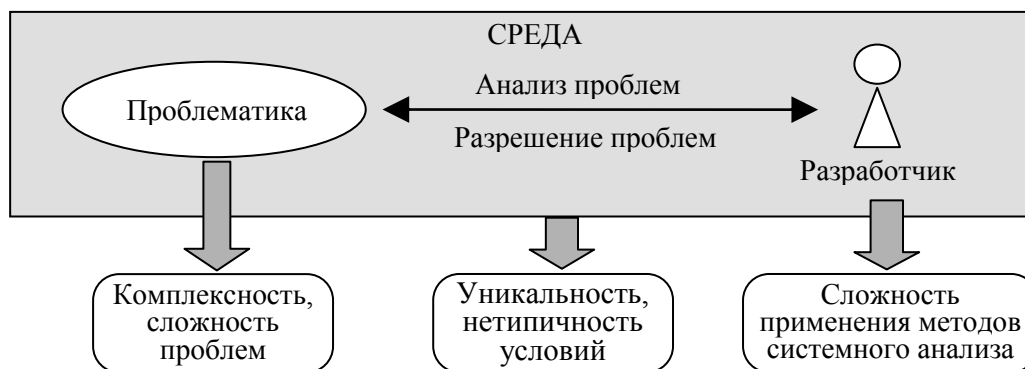 СРЕДА
Проблематика
Анализ проблем
Разрешение проблем
Разработчик
Комплексность,
сложность
проблем
Уникальность,
нетипичность
условий
Сложность
применения методов
системного анализа